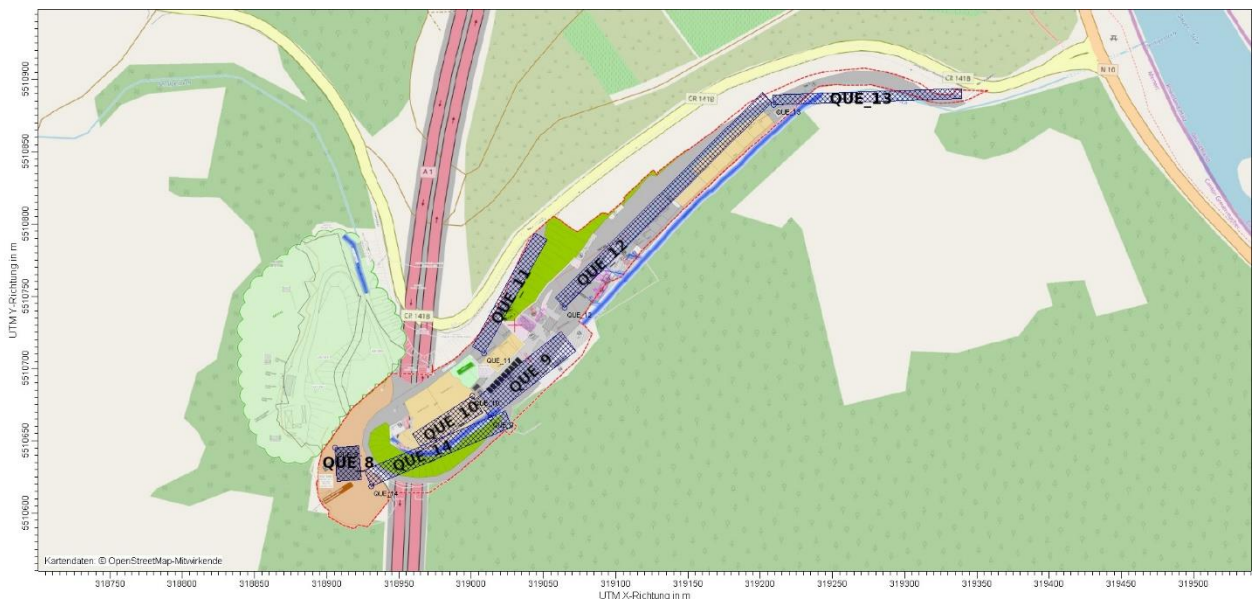 5510900
5510850
5510800
5510750
5510700
5510650
5510600
UTM Y-Richtung in m
CR 1418
N 10
CR 1418
QUE_13
QUE_13
A 1
QUE_12
QUE_11
QUE_12
CR 1418
QUE_11
QUE_9
QUE_10
QUE_10
QUE_9
QUE_14
QUE_8
QUE_14
Kartendaten: © OpenStreetMap-Mitwirkende
318750
318800
318850
318900
318950
319000
319050
319100
319150
319200
319250
319300
319350
319400
319450
319500
UTM X-Richtung in m